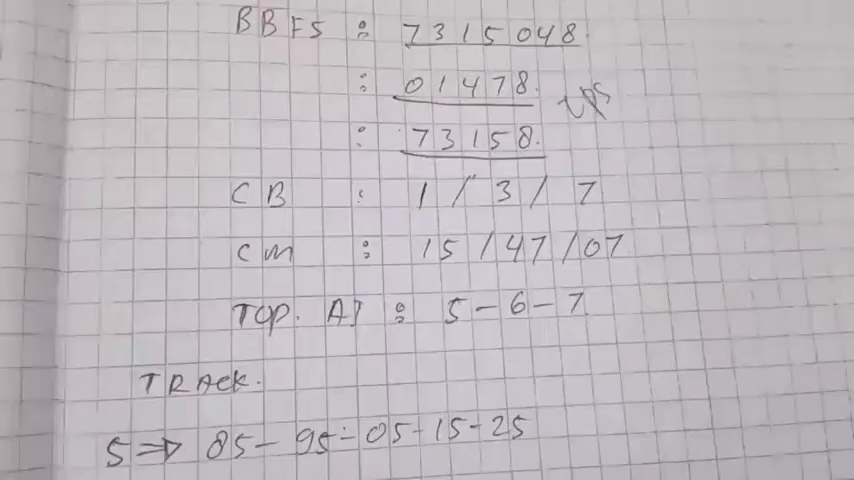 BBFS : 7315048
: 01478.
: 73158.
CB : 1 / 3 / 7
CM : 15 / 47 / 07
TOP. AI : 5 - 6 - 7
TRACK.
5 ⇒ 85 - 95 - 05 - 15 - 25